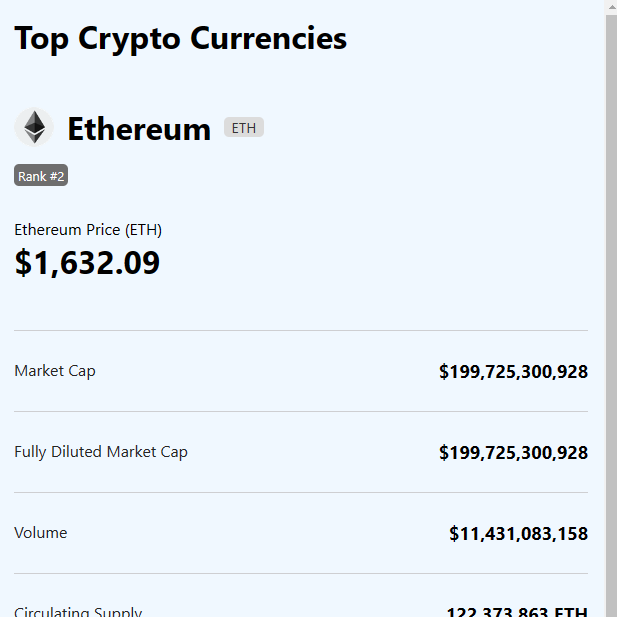 Top Crypto Currencies
Ethereum ETH
Rank #2
Ethereum Price (ETH)
$1,632.09
Market Cap $199,725,300,928
Fully Diluted Market Cap $199,725,300,928
Volume $11,431,083,158
Circulating Supply 122,373,863 ETH